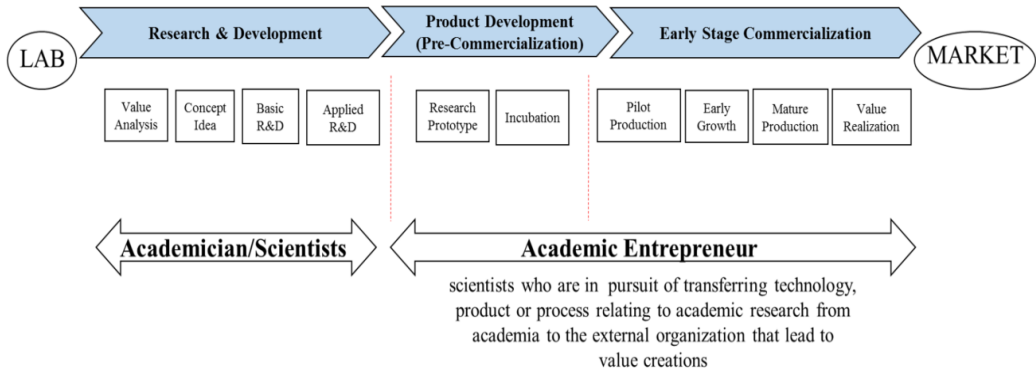 LAB
Research & Development
Product Development
(Pre-Commercialization)
Early Stage Commercialization
MARKET
Value
Analysis
Concept
Idea
Basic
R&D
Applied
R&D
Research
Prototype
Incubation
Pilot
Production
Early
Growth
Mature
Production
Value
Realization
Academician/Scientists
Academic Entrepreneur
scientists who are in pursuit of transferring technology,
product or process relating to academic research from
academia to the external organization that lead to
value creations